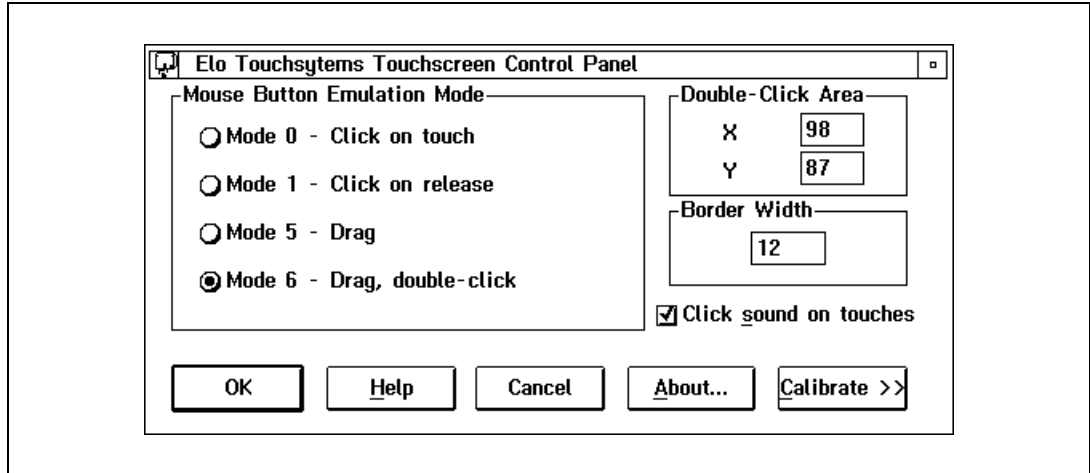 Elo Touchsytems Touchscreen Control Panel
Mouse Button Emulation Mode
Mode 0 - Click on touch
Mode 1 - Click on release
Mode 5 - Drag
Mode 6 - Drag, double-click
Double-Click Area
X 98
Y 87
Border Width
12
Click sound on touches
OK Help Cancel About... Calibrate >>